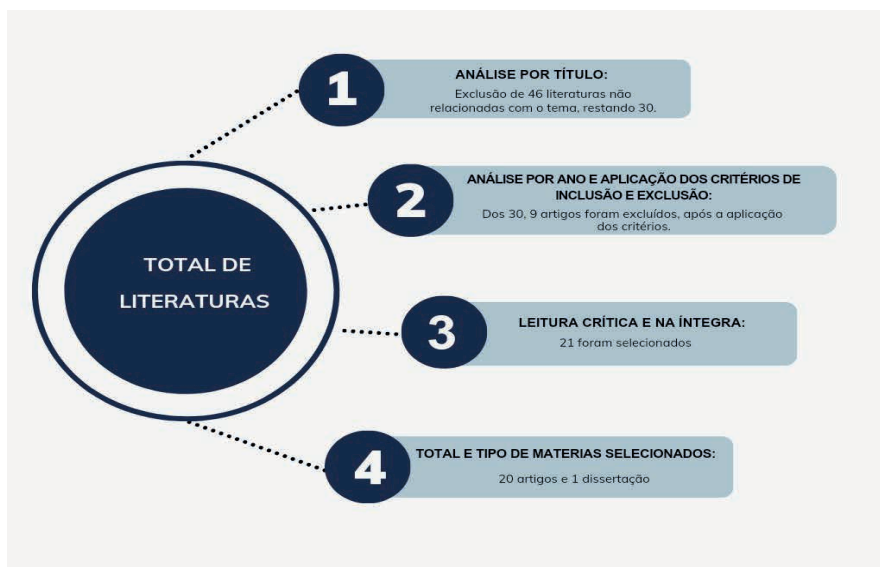 TOTAL DE
LITERATURAS
1
ANÁLISE POR TÍTULO:
Exclusão de 46 literaturas não
relacionadas com o tema, restando 30.
2
ANÁLISE POR ANO E APLICAÇÃO DOS CRITÉRIOS DE
INCLUSÃO E EXCLUSÃO:
Dos 30, 9 artigos foram excluídos, após a aplicação
dos critérios.
3
LEITURA CRÍTICA E NA ÍNTEGRA:
21 foram selecionados
4
TOTAL E TIPO DE MATERIAS SELECIONADOS:
20 artigos e 1 dissertação